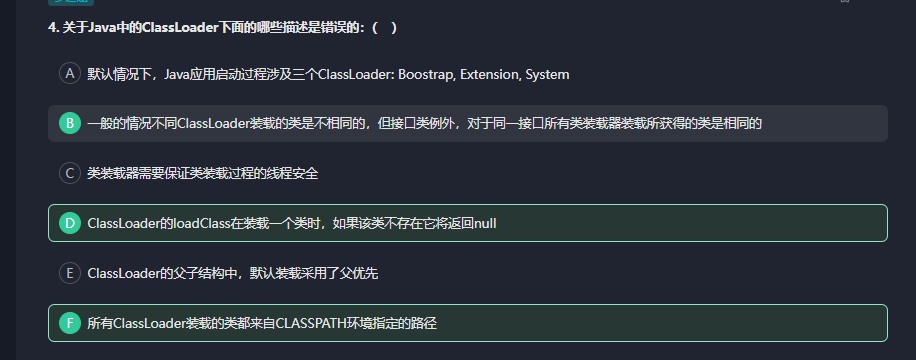 4. 关于Java中的ClassLoader下面的哪些描述是错误的：（ ）
A 默认情况下，Java应用启动过程涉及三个ClassLoader: Boostrap, Extension, System
B 一般的情况不同ClassLoader装载的类是不相同的，但接口类例外，对于同一接口所有类装载器装载所获得的类是相同的
C 类装载器需要保证类装载过程的线程安全
D ClassLoader的loadClass在装载一个类时，如果该类不存在它将返回null
E ClassLoader的父子结构中，默认装载采用了父优先
F 所有ClassLoader装载的类都来自CLASSPATH环境指定的路径